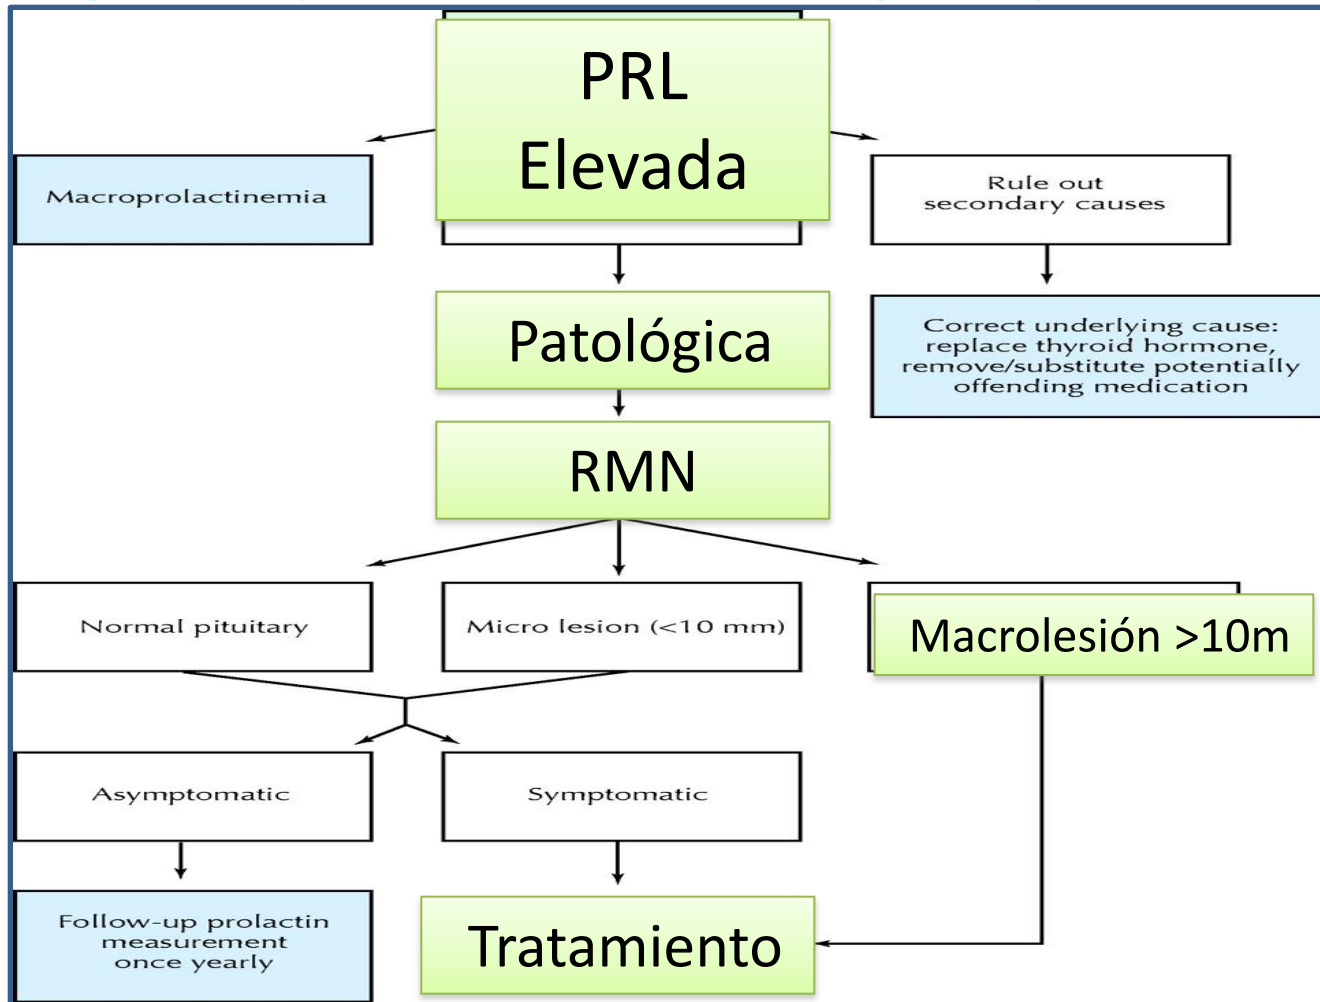 PRL
Elevada
Macroprolactinemia
Rule out
secondary causes
Patológica
Correct underlying cause:
replace thyroid hormone,
remove/substitute potentially
offending medication
RMN
Normal pituitary
Micro lesion (<10 mm)
Macrolesión >10m
Asymptomatic
Symptomatic
Follow-up prolactin
measurement
once yearly
Tratamiento